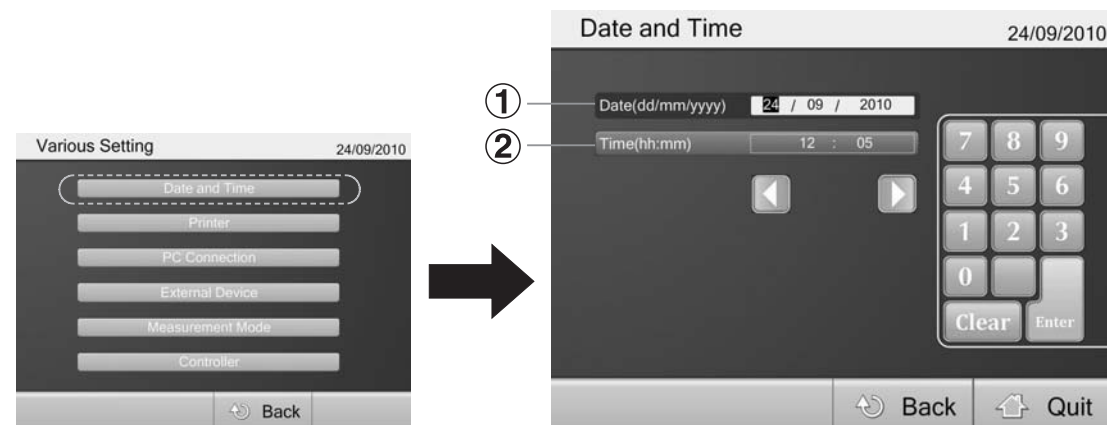 Various Setting
24/09/2010
Date and Time
Printer
PC Connection
External Device
Measurement Mode
Controller
Back
Date and Time
24/09/2010
1
Date(dd/mm/yyyy) 24 / 09 / 2010
2
Time(hh:mm) 12 : 05
7 8 9
4 5 6
1 2 3
0
Clear Enter
Back Quit